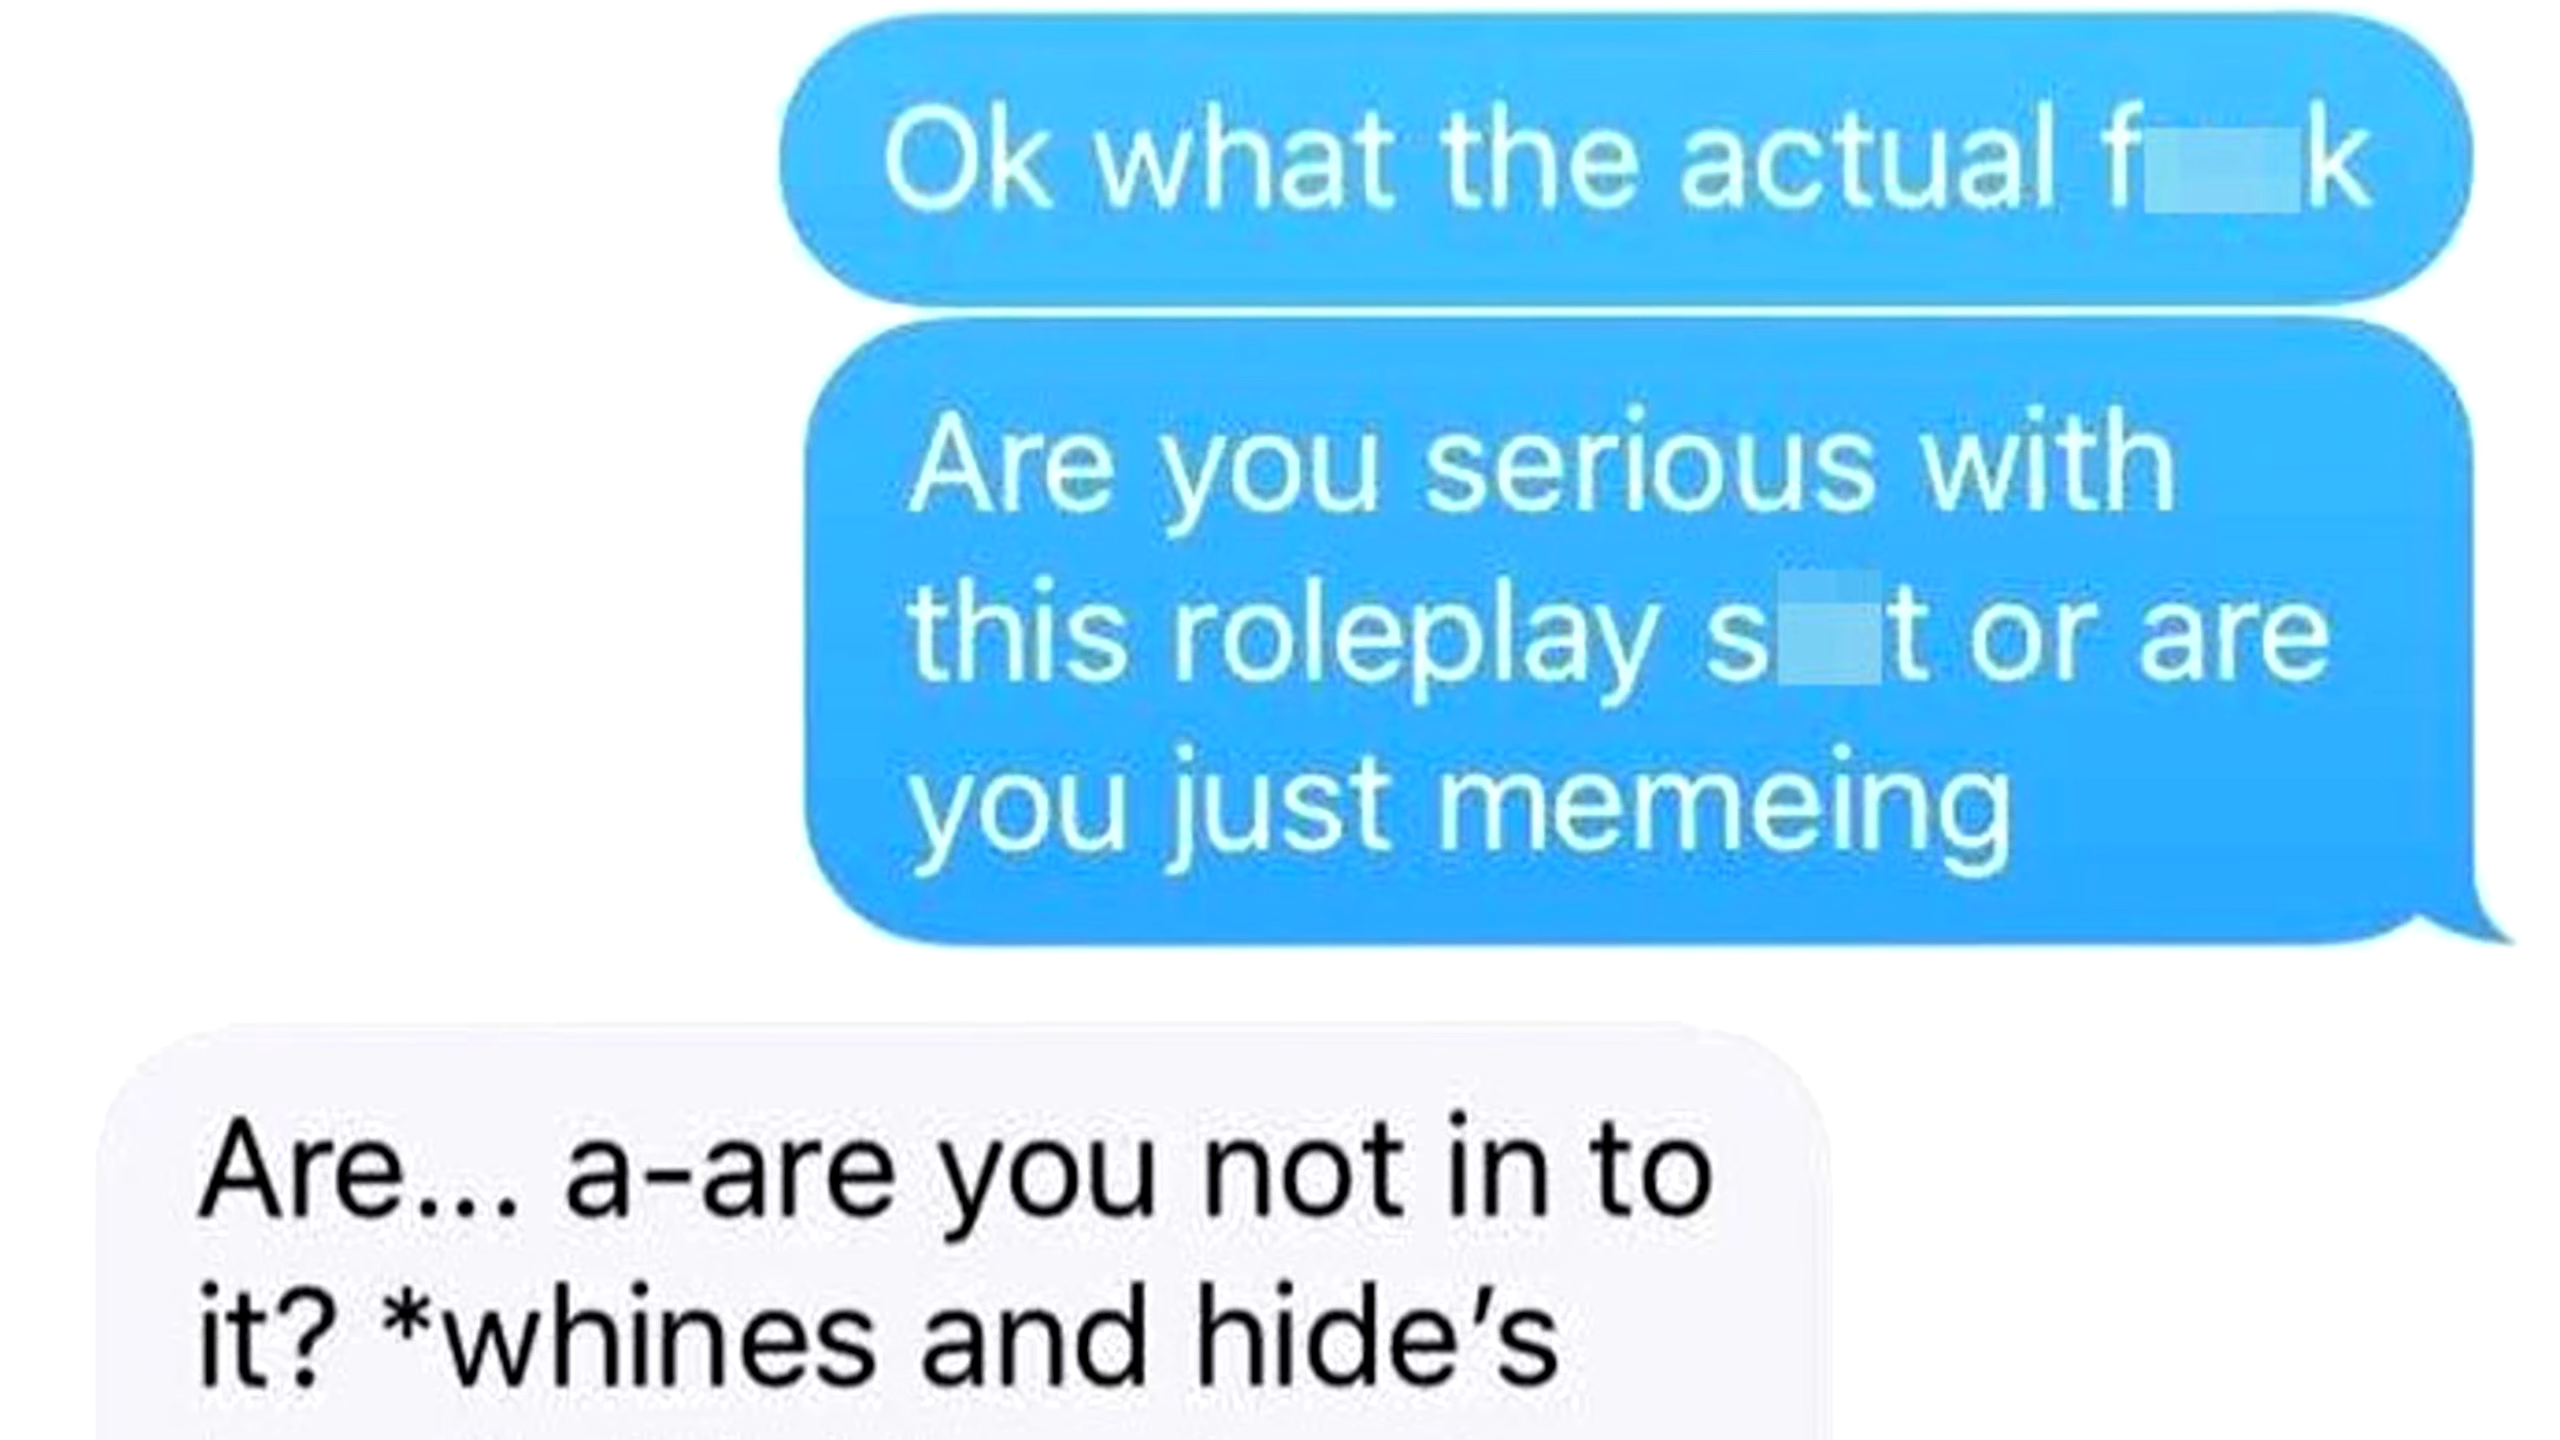 Ok what the actual f k
Are you serious with
this roleplay s t or are
you just memeing
Are... a-are you not in to
it? *whines and hide’s